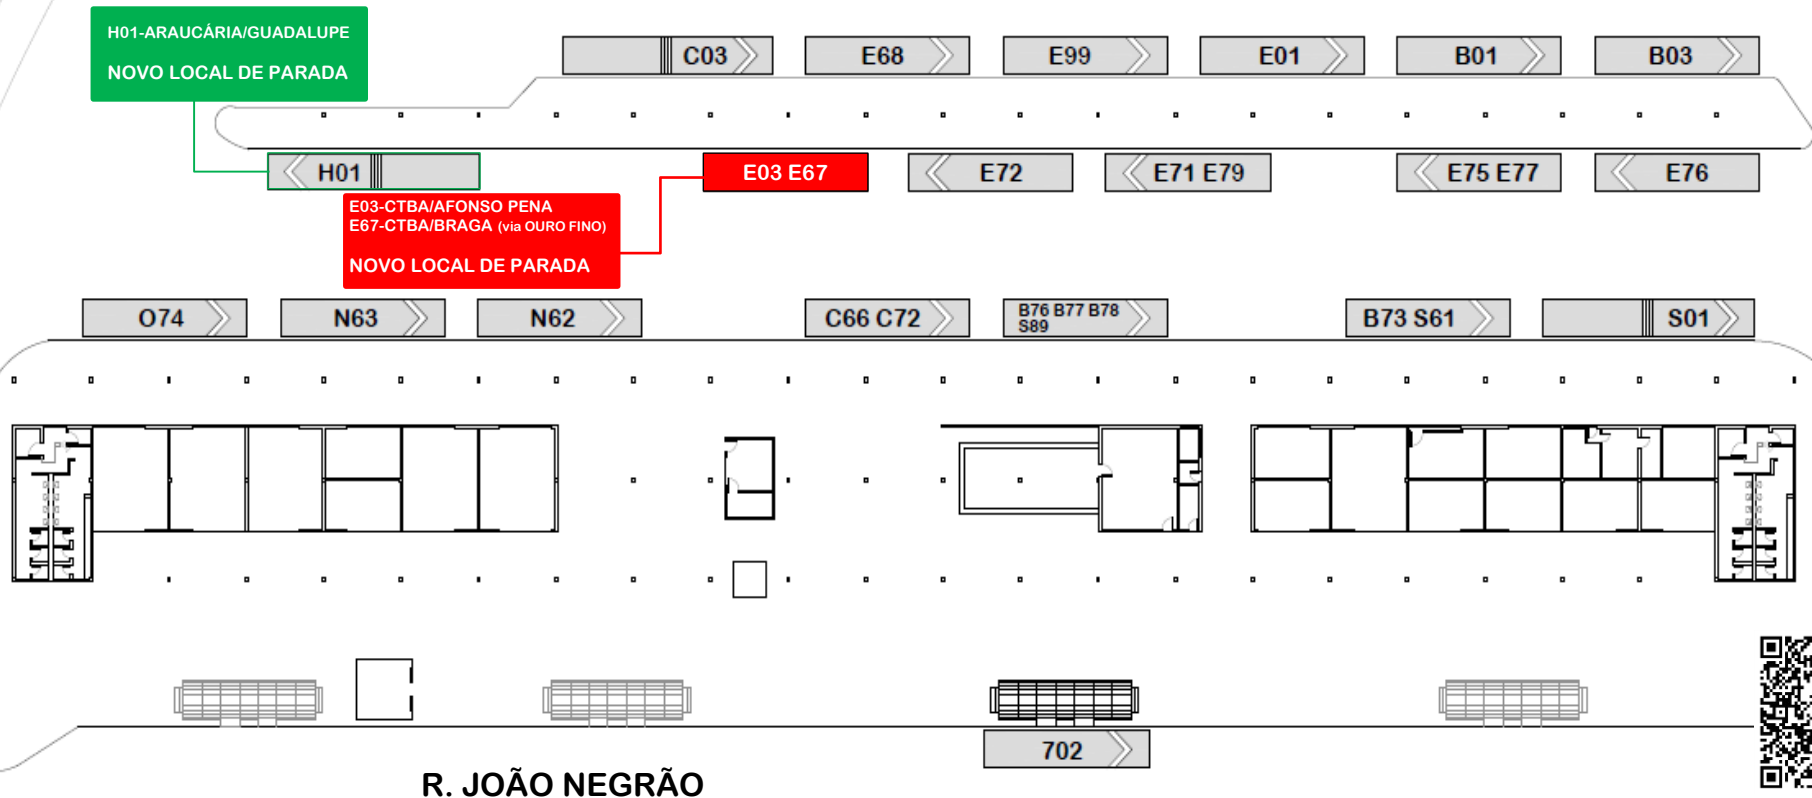 H01-ARAUCÁRIA/GUADALUPE
NOVO LOCAL DE PARADA
C03
E68
E99
E01
B01
B03
H01
E03 E67
E72
E71 E79
E75 E77
E76
E03-CTBA/AFONSO PENA
E67-CTBA/BRAGA (via OURO FINO)
NOVO LOCAL DE PARADA
O74
N63
N62
C66 C72
B76 B77 B78
S89
B73 S61
S01
702
R. JOÃO NEGRÃO